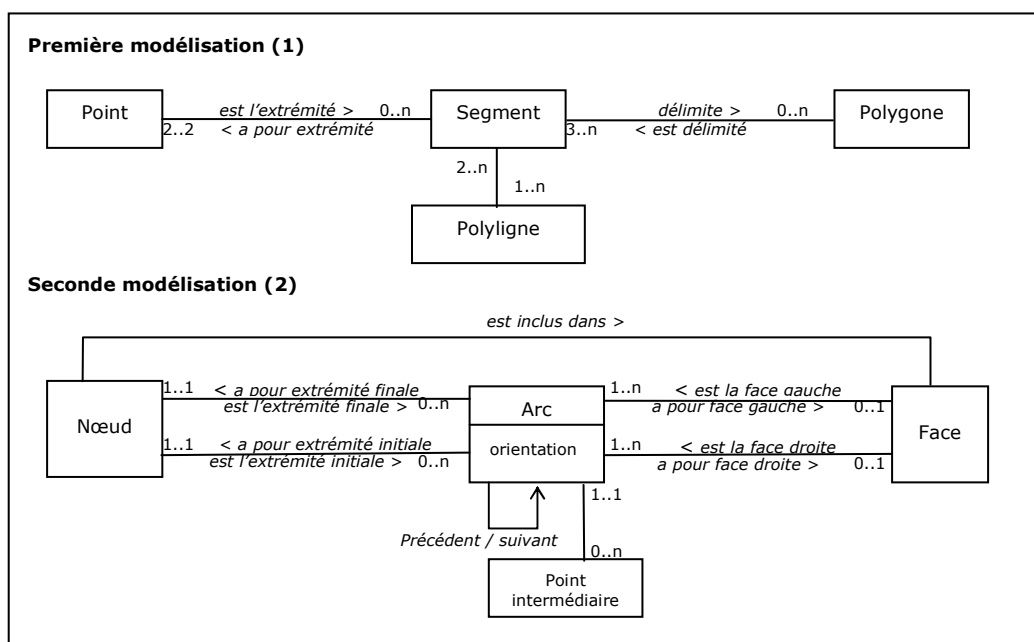 Première modélisation (1)
Point
est l'extrémité >
0..n
2..2
< a pour extrémité
Segment
délimite >
0..n
3..n
< est délimité
Polygone
2..n
1..n
Polyligne
Seconde modélisation (2)
est inclus dans >
Nœud
1..1
< a pour extrémité finale
est l'extrémité finale >
0..n
1..1
< a pour extrémité initiale
est l'extrémité initiale >
0..n
Arc
orientation
1..n
< est la face gauche
a pour face gauche >
0..1
1..n
< est la face droite
a pour face droite >
0..1
Face
Précédent / suivant
1..1
0..n
Point
intermédiaire